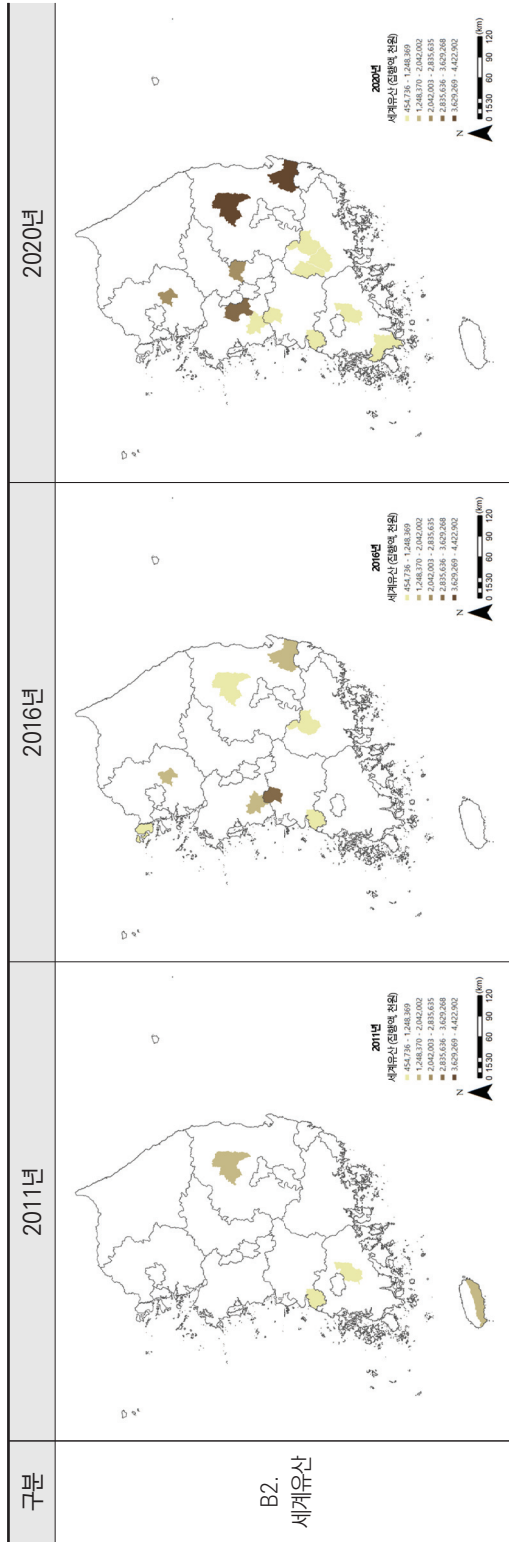 구분
2011년
2016년
2020년
B2.
세계유산
2011년
세계유산 (집행액, 천원)
454,736 - 1,248,369
1,248,370 - 2,042,002
2,042,003 - 2,835,635
2,835,636 - 3,629,268
3,629,269 - 4,422,902
N
0 1530 60 90 120
(km)
2016년
세계유산 (집행액, 천원)
454,736 - 1,248,369
1,248,370 - 2,042,002
2,042,003 - 2,835,635
2,835,636 - 3,629,268
3,629,269 - 4,422,902
N
0 1530 60 90 120
(km)
2020년
세계유산 (집행액, 천원)
454,736 - 1,248,369
1,248,370 - 2,042,002
2,042,003 - 2,835,635
2,835,636 - 3,629,268
3,629,269 - 4,422,902
N
0 1530 60 90 120
(km)